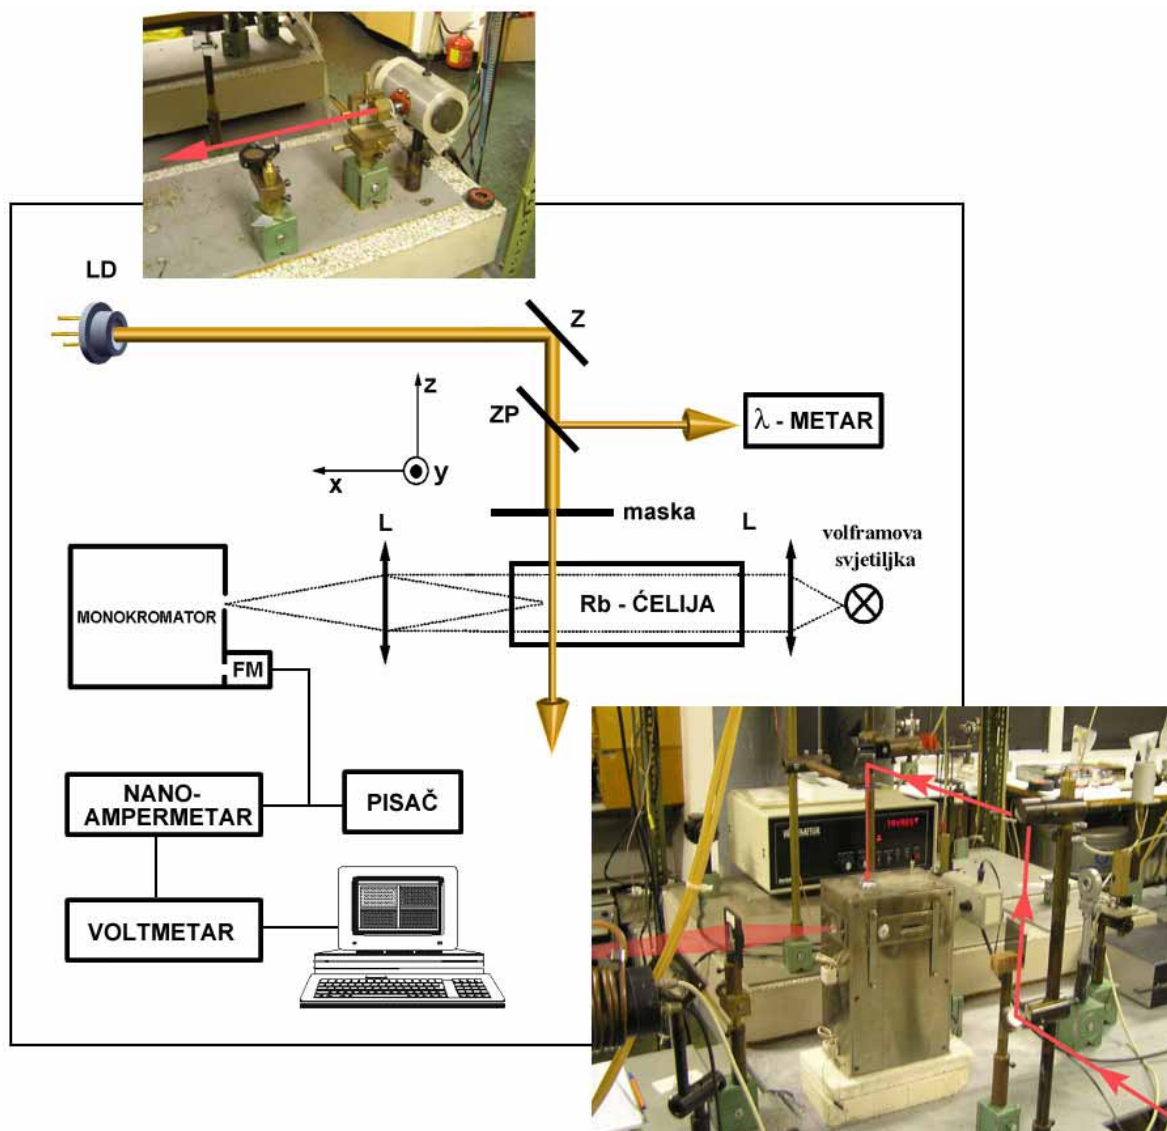 LD
Z
z
ZP
λ - METAR
x
y
maska
L
L
volframova
svjetiljka
MONOKROMATOR
Rb - ĆELIJA
FM
NANO-
AMPERMETAR
PISAČ
VOLTMETAR